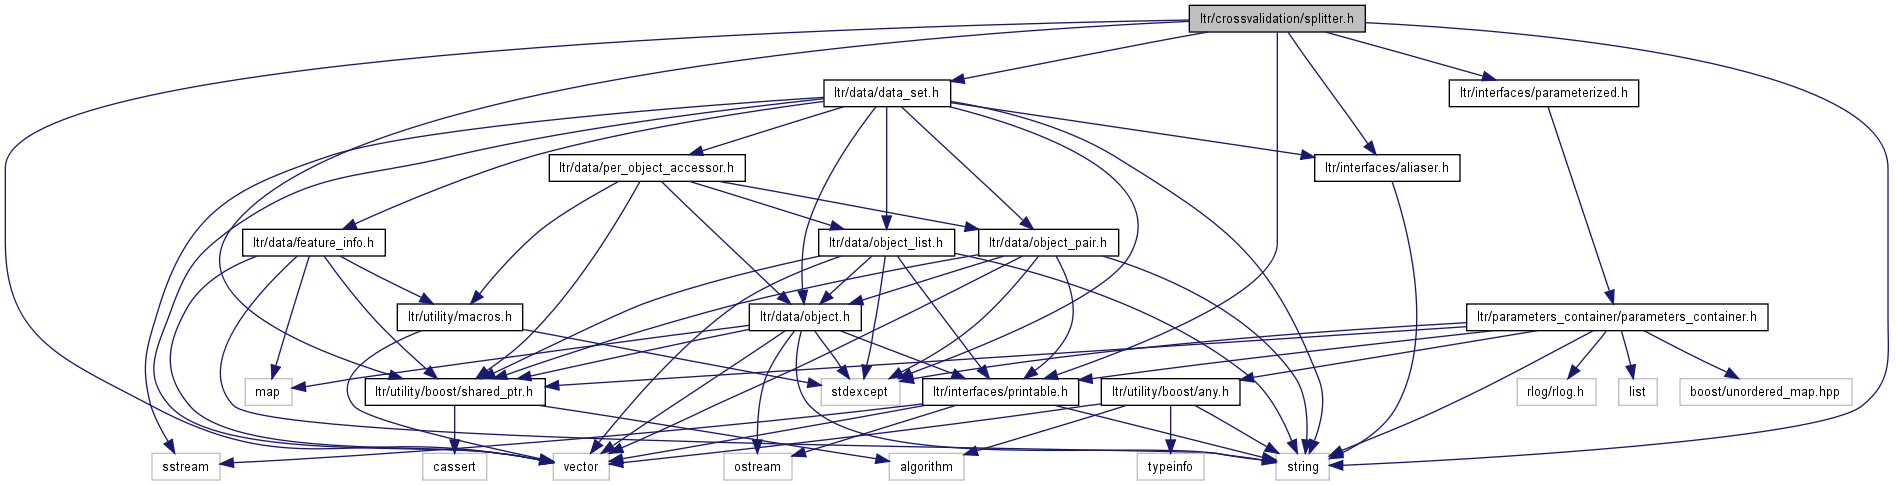 ltr/crossvalidation/splitter.h
ltr/data/data_set.h
ltr/interfaces/parameterized.h
ltr/data/per_object_accessor.h
ltr/interfaces/aliaser.h
ltr/data/feature_info.h
ltr/data/object_list.h
ltr/data/object_pair.h
ltr/utility/macros.h
ltr/data/object.h
ltr/parameters_container/parameters_container.h
map
ltr/utility/boost/shared_ptr.h
stdexcept
ltr/interfaces/printable.h
ltr/utility/boost/any.h
rlog/rlog.h
list
boost/unordered_map.hpp
sstream
cassert
vector
ostream
algorithm
typeinfo
string